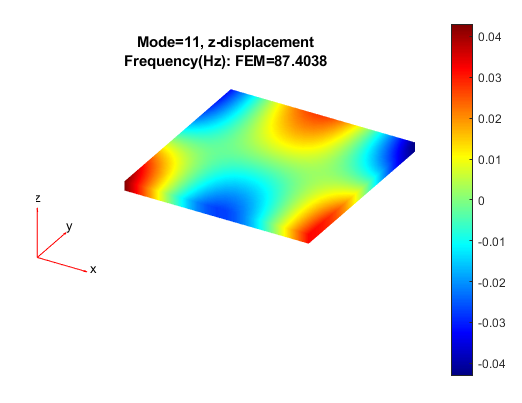 Mode=11, z-displacement
Frequency(Hz): FEM=87.4038
0.04
0.03
0.02
0.01
0
-0.01
-0.02
-0.03
-0.04
z
y
x